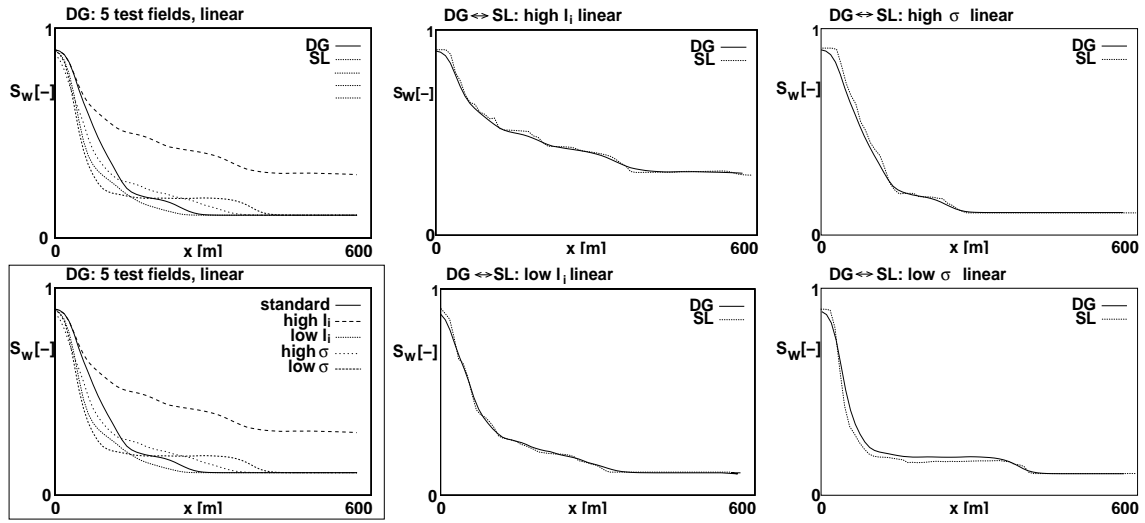 DG: 5 test fields, linear
1
DG
SL
S_W[−]
0
0
x [m]
600
DG ↔ SL: high l_i linear
1
DG
SL
S_W[−]
0
0
x [m]
600
DG ↔ SL: high σ linear
1
DG
SL
S_W[−]
0
0
x [m]
600
DG: 5 test fields, linear
1
standard
high l_i
low l_i
high σ
low σ
S_W[−]
0
0
x [m]
600
DG ↔ SL: low l_i linear
1
DG
SL
S_W[−]
0
0
x [m]
600
DG ↔ SL: low σ linear
1
DG
SL
S_W[−]
0
0
x [m]
600